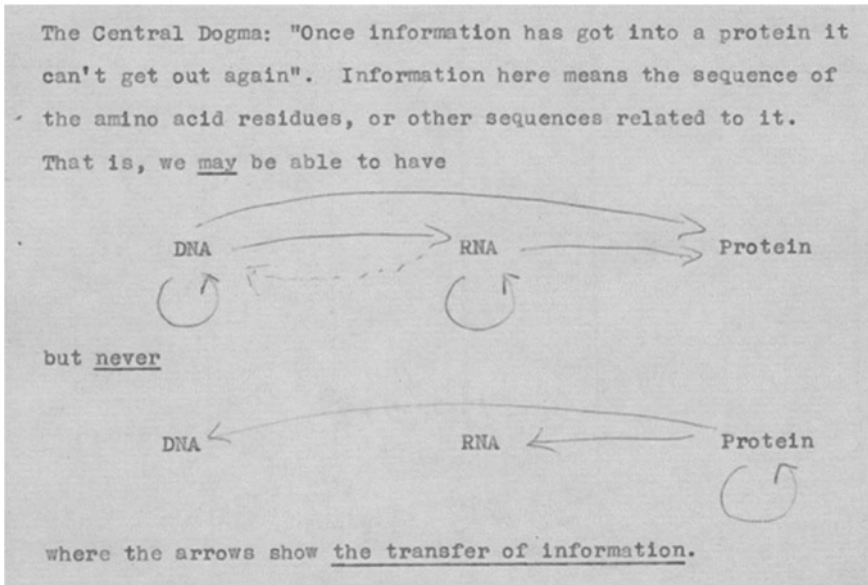 The Central Dogma: "Once information has got into a protein it
can't get out again". Information here means the sequence of
the amino acid residues, or other sequences related to it.
That is, we may be able to have
DNA RNA Protein
but never
DNA RNA Protein
where the arrows show the transfer of information.